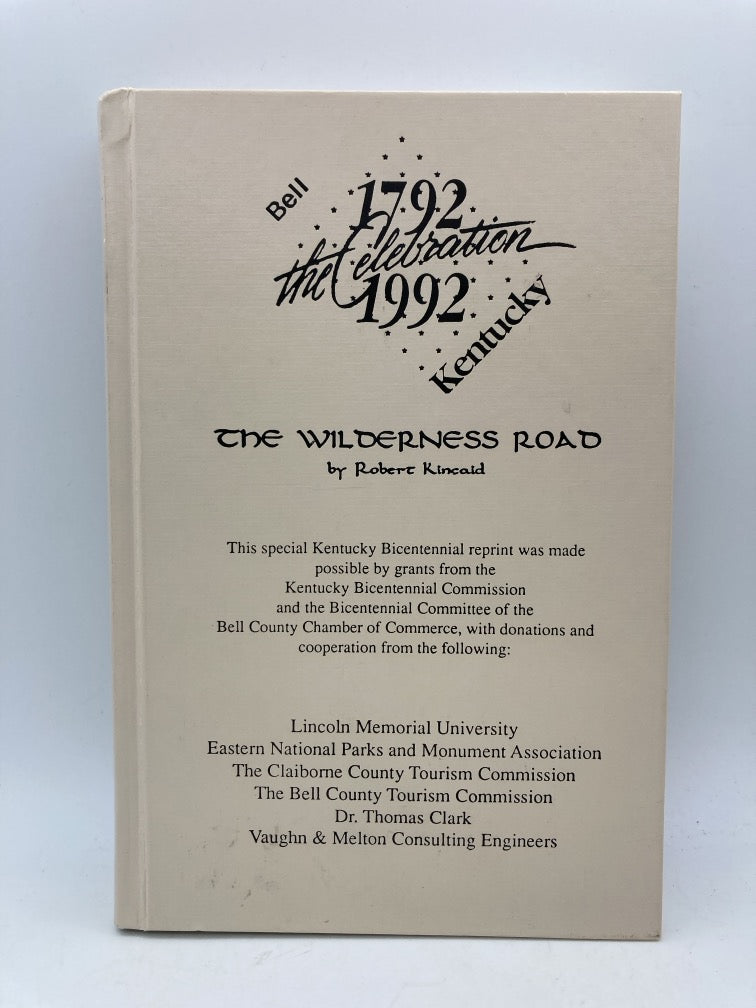 Bell
1792
the Celebration
1992
Kentucky
THE WILDERNESS ROAD
by Robert Kincaid
This special Kentucky Bicentennial reprint was made
possible by grants from the
Kentucky Bicentennial Commission
and the Bicentennial Committee of the
Bell County Chamber of Commerce, with donations and
cooperation from the following:
Lincoln Memorial University
Eastern National Parks and Monument Association
The Claiborne County Tourism Commission
The Bell County Tourism Commission
Dr. Thomas Clark
Vaughn & Melton Consulting Engineers